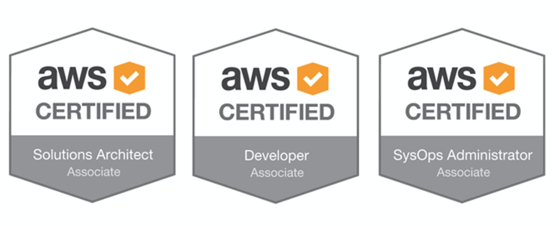 aws
CERTIFIED
Solutions Architect
Associate
aws
CERTIFIED
Developer
Associate
aws
CERTIFIED
SysOps Administrator
Associate